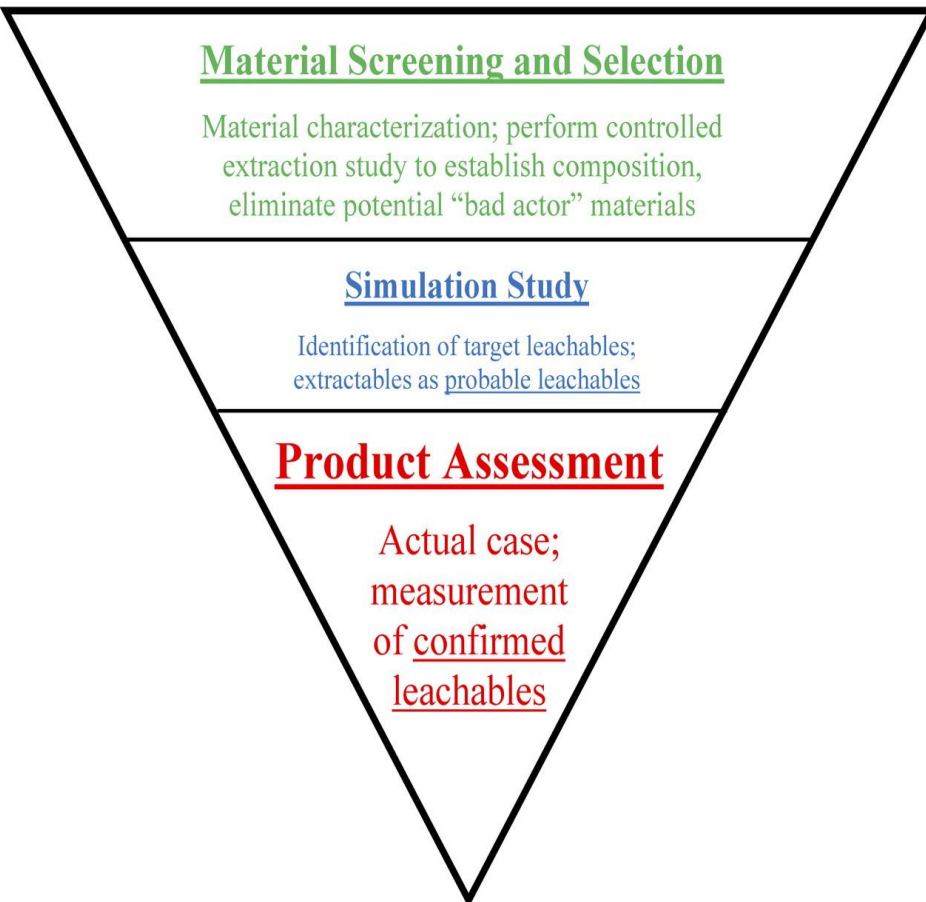 Material Screening and Selection
Material characterization; perform controlled
extraction study to establish composition,
eliminate potential “bad actor” materials
Simulation Study
Identification of target leachables;
extractables as probable leachables
Product Assessment
Actual case;
measurement
of confirmed
leachables